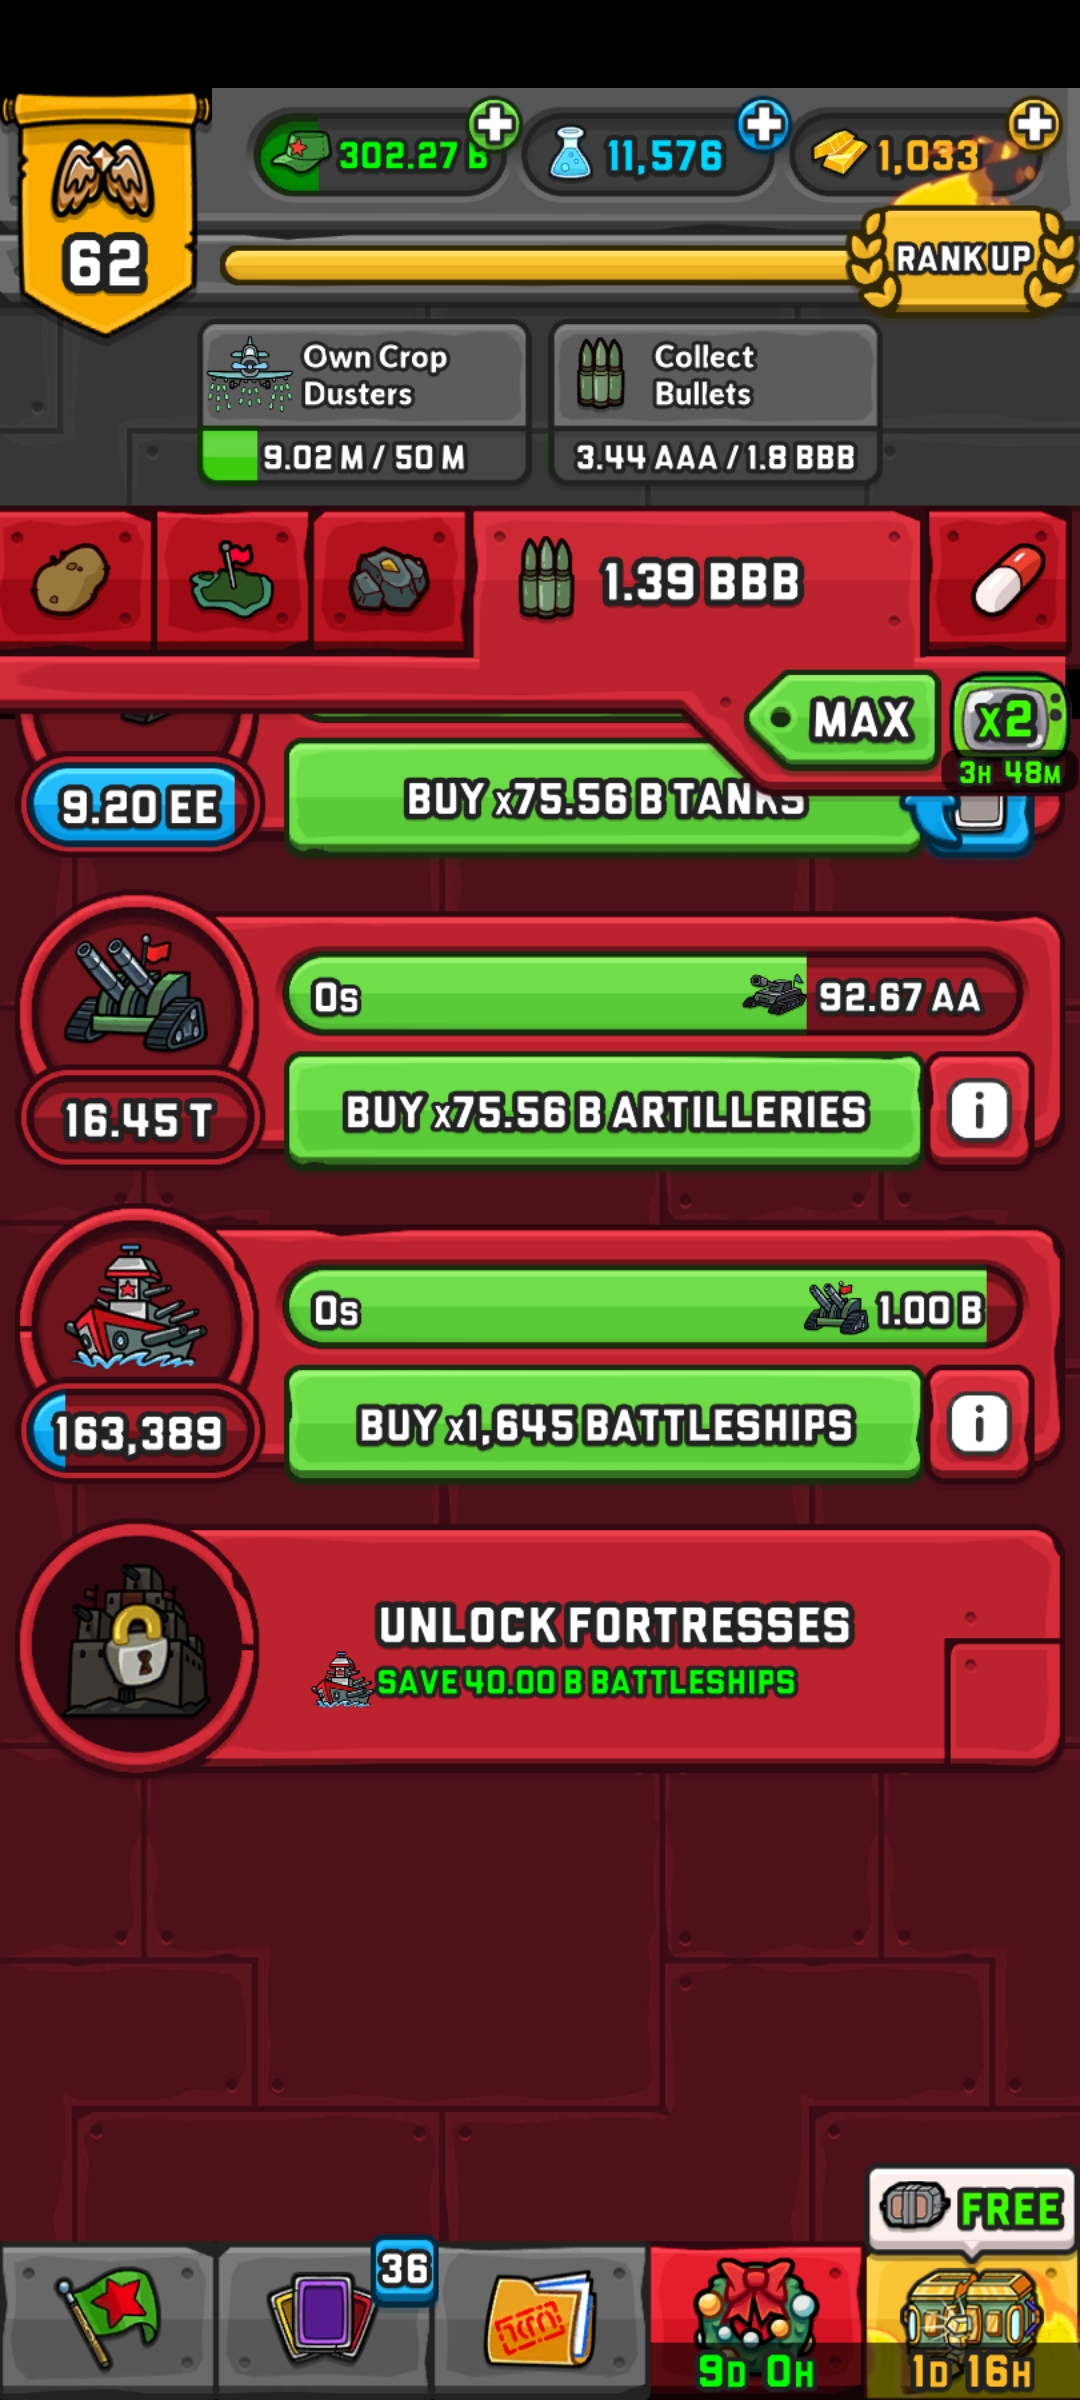 302.27 B
11,576
1,033
62
RANK UP
Own Crop
Dusters
9.02 M / 50 M
Collect
Bullets
3.44 AAA / 1.8 BBB
1.39 BBB
MAX
x2
3H 48M
9.20 EE
BUY x75.56 B TANKS
0s
92.67 AA
16.45 T
BUY x75.56 B ARTILLERIES
i
0s
1.00 B
163,389
BUY x1,645 BATTLESHIPS
i
UNLOCK FORTRESSES
SAVE 40.00 B BATTLESHIPS
FREE
36
9D 0H
1D 16H